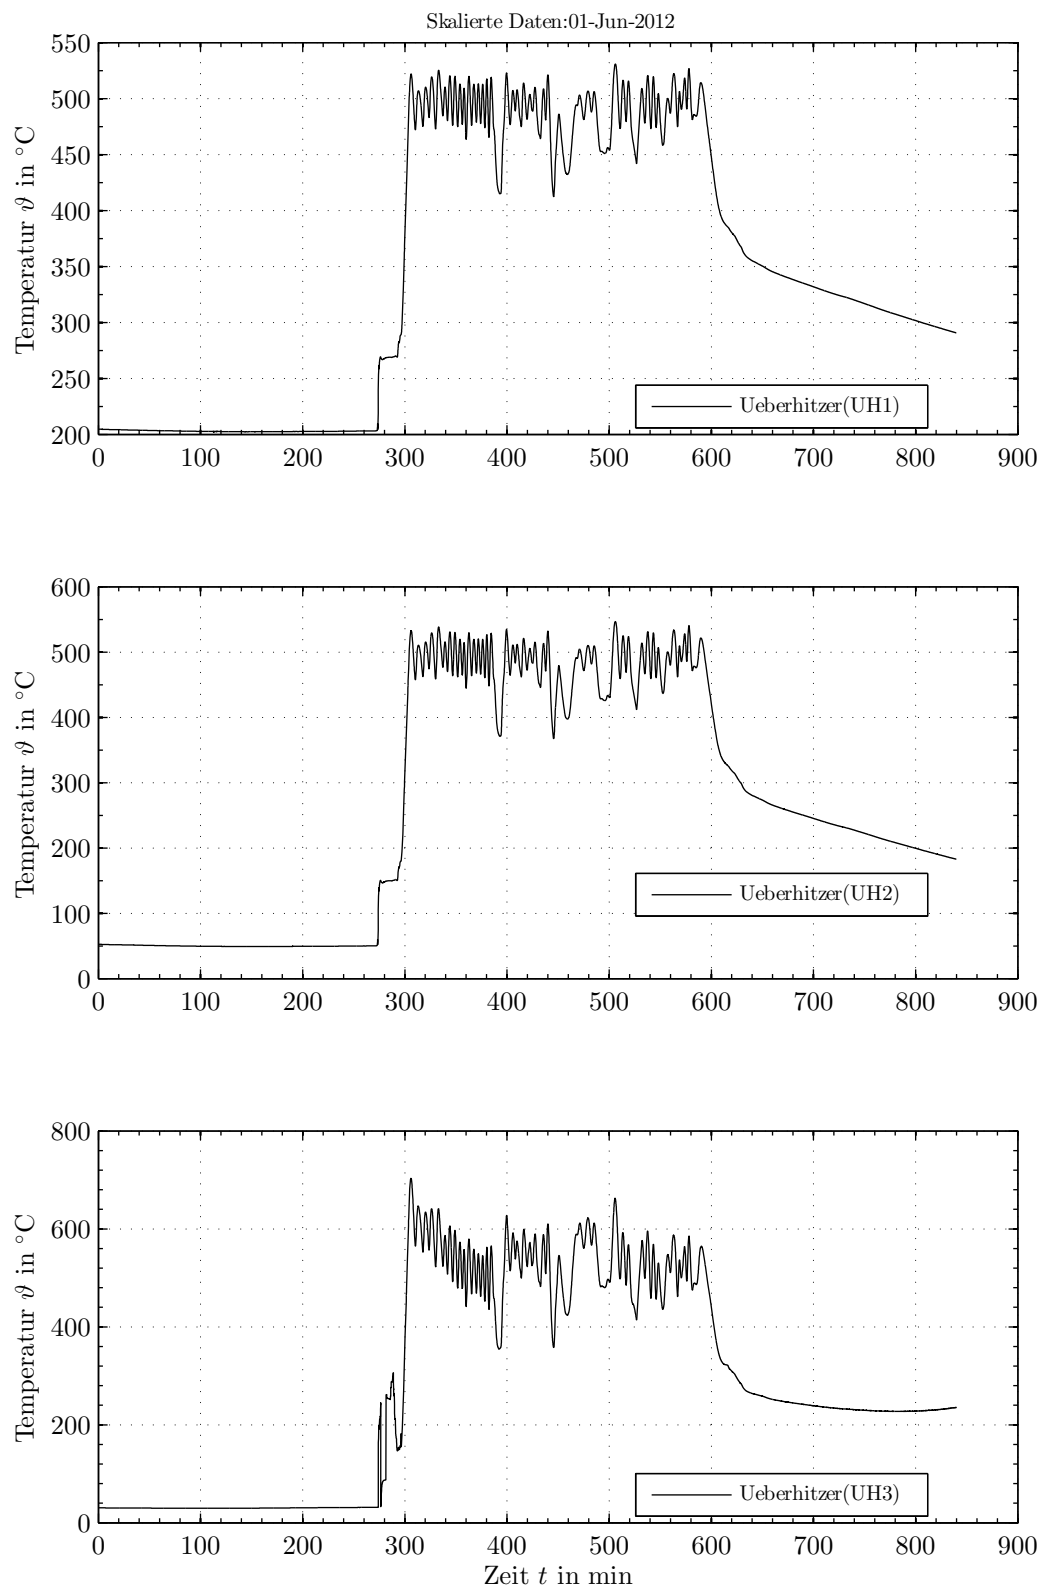 Skalierte Daten:01-Jun-2012
550
500
450
400
350
300
250
200
Temperatur ϑ in °C
Ueberhitzer(UH1)
0 100 200 300 400 500 600 700 800 900
600
500
400
300
200
100
0
Temperatur ϑ in °C
Ueberhitzer(UH2)
0 100 200 300 400 500 600 700 800 900
800
600
400
200
0
Temperatur ϑ in °C
Ueberhitzer(UH3)
0 100 200 300 400 500 600 700 800 900
Zeit t in min